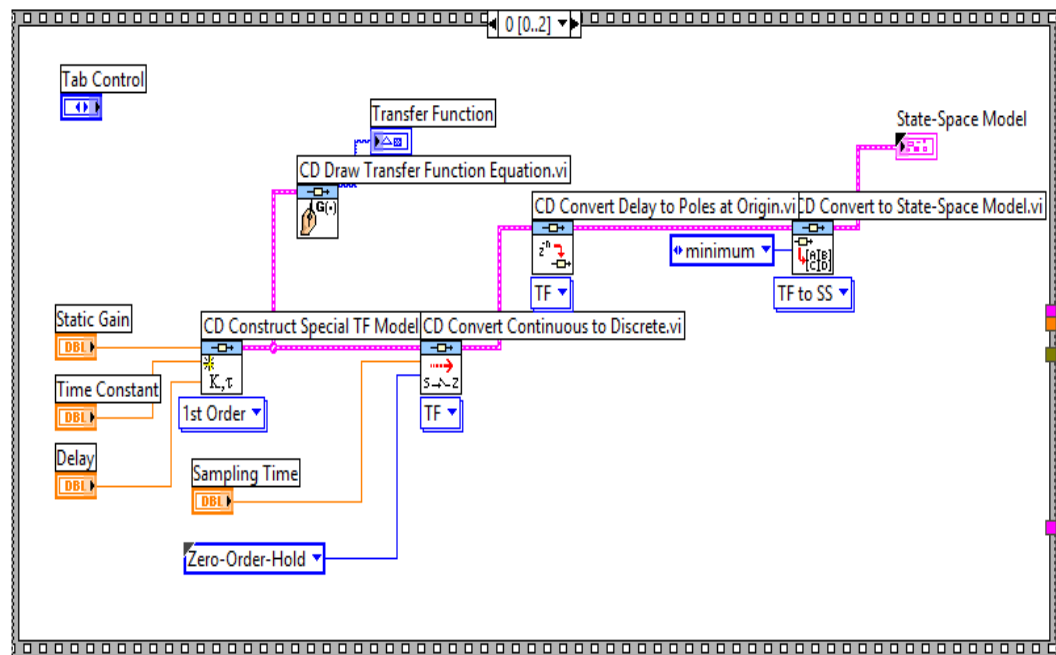 0 [0..2]
Tab Control
Transfer Function
State-Space Model
CD Draw Transfer Function Equation.vi
G(·)
CD Convert Delay to Poles at Origin.vi
CD Convert to State-Space Model.vi
z⁻ⁿ
minimum
A B
C D
TF
TF to SS
Static Gain
DBL
CD Construct Special TF Model
CD Convert Continuous to Discrete.vi
K,τ
S Z
Time Constant
DBL
1st Order
TF
Delay
DBL
Sampling Time
DBL
Zero-Order-Hold